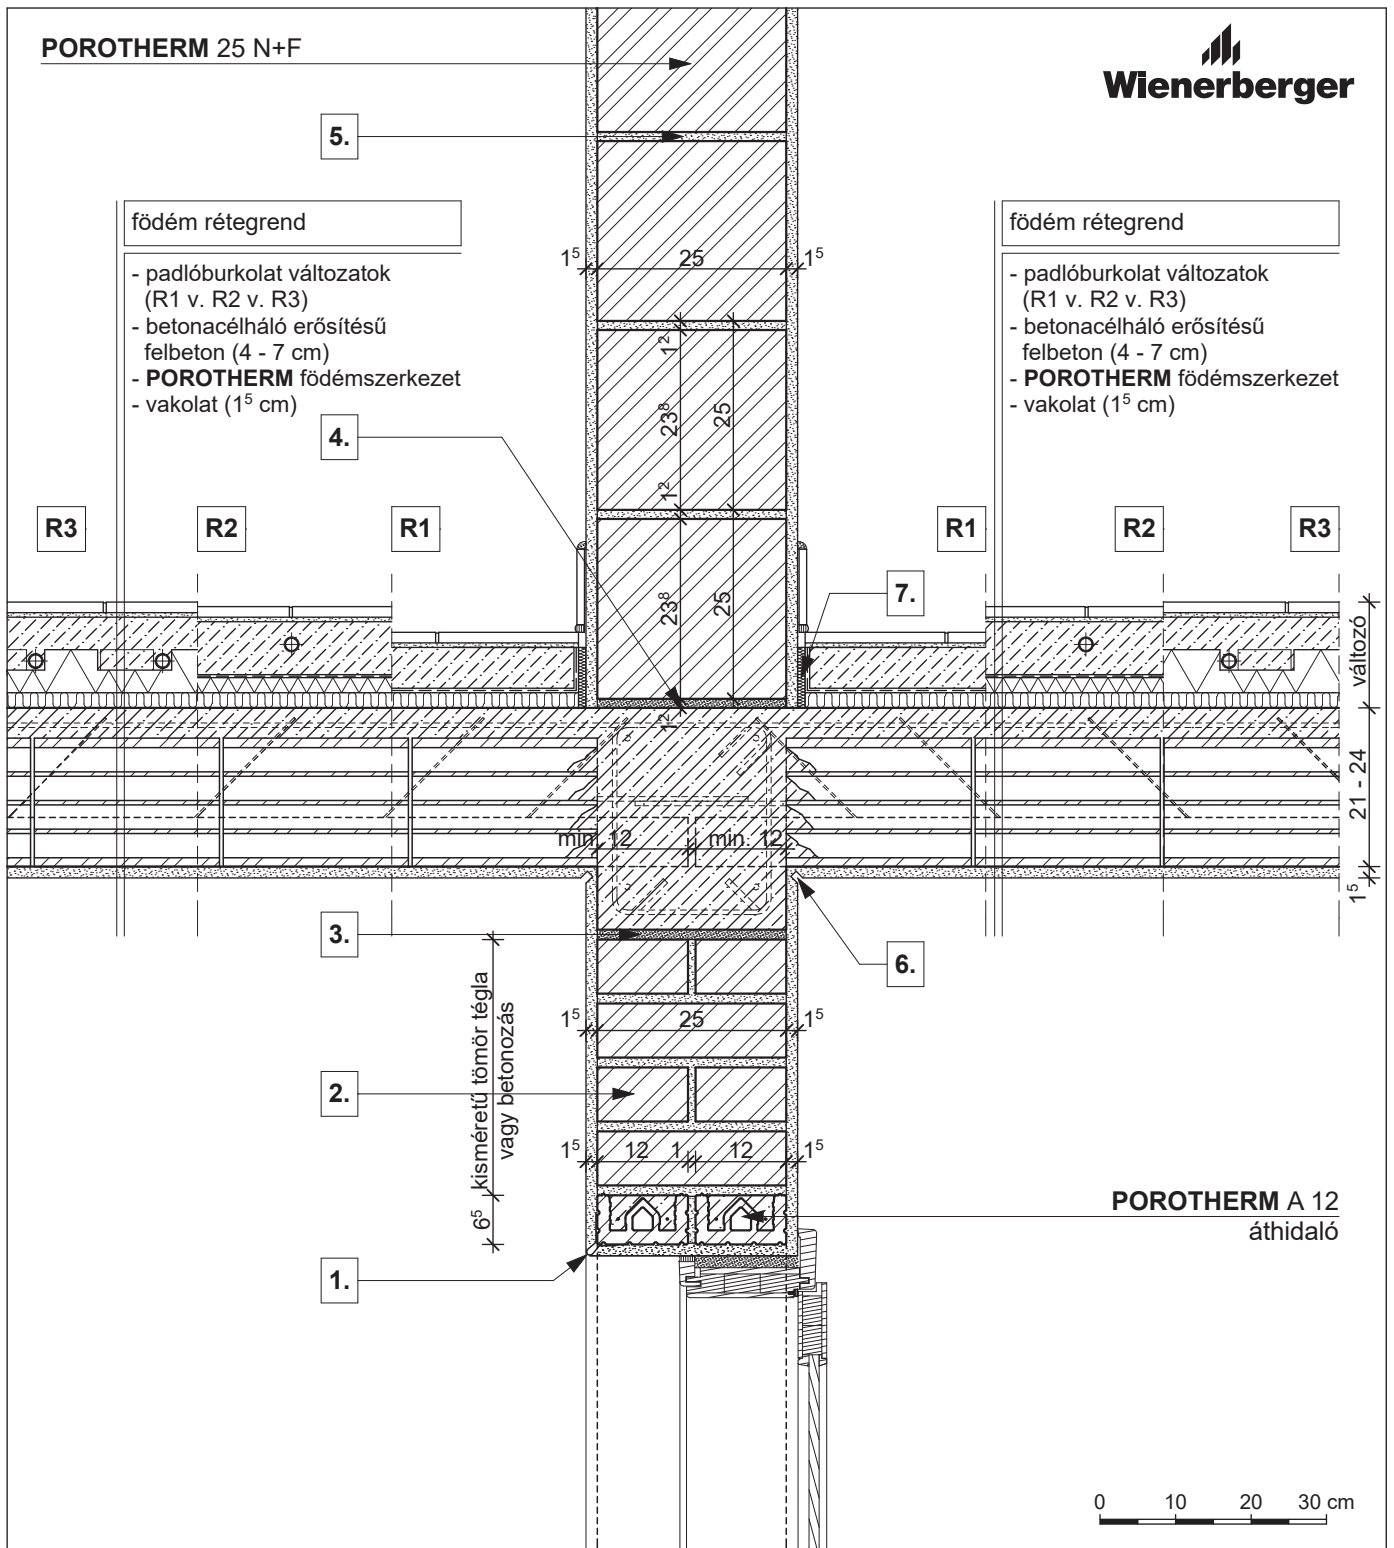 POROTHERM 25 N+F
Wienerberger
5.
födém rétegrend
- padlóburkolat változatok
(R1 v. R2 v. R3)
- betonacélháló erősítésű
felbeton (4 - 7 cm)
- POROTHERM födémszerkezet
- vakolat (1⁵ cm)
födém rétegrend
- padlóburkolat változatok
(R1 v. R2 v. R3)
- betonacélháló erősítésű
felbeton (4 - 7 cm)
- POROTHERM födémszerkezet
- vakolat (1⁵ cm)
1⁵ 25 1⁵
1²
23⁸ 25
4.
1²
R3 R2 R1 R1 R2 R3
7.
23⁸ 25
változó
1²
21 - 24
min. 12 min. 12
1⁵
3.
6.
kisméretű tömör tégla
vagy betonozás
1⁵ 25 1⁵
2.
1⁵ 12 1 12 1⁵
6⁵
POROTHERM A 12
áthidaló
1.
0 10 20 30 cm